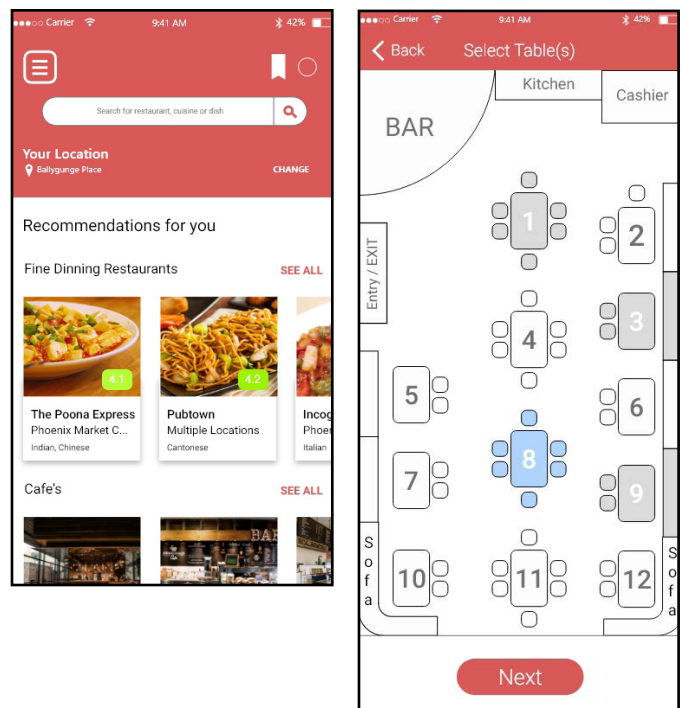 Carrier 9:41 AM 42%
Search for restaurant, cuisine or dish
Your Location
Ballygunge Place CHANGE
Recommendations for you
Fine Dinning Restaurants SEE ALL
4.1 4.2
The Poona Express Pubtown Incog
Phoenix Market C... Multiple Locations Phoe
Indian, Chinese Cantonese Italian
Cafe's SEE ALL
BAR
Carrier 9:41 AM 42%
Back Select Table(s)
Kitchen
Cashier
BAR
Entry / EXIT
1
2
3
4
5
6
7
8
9
10
11
12
Sofa
Sofa
Next